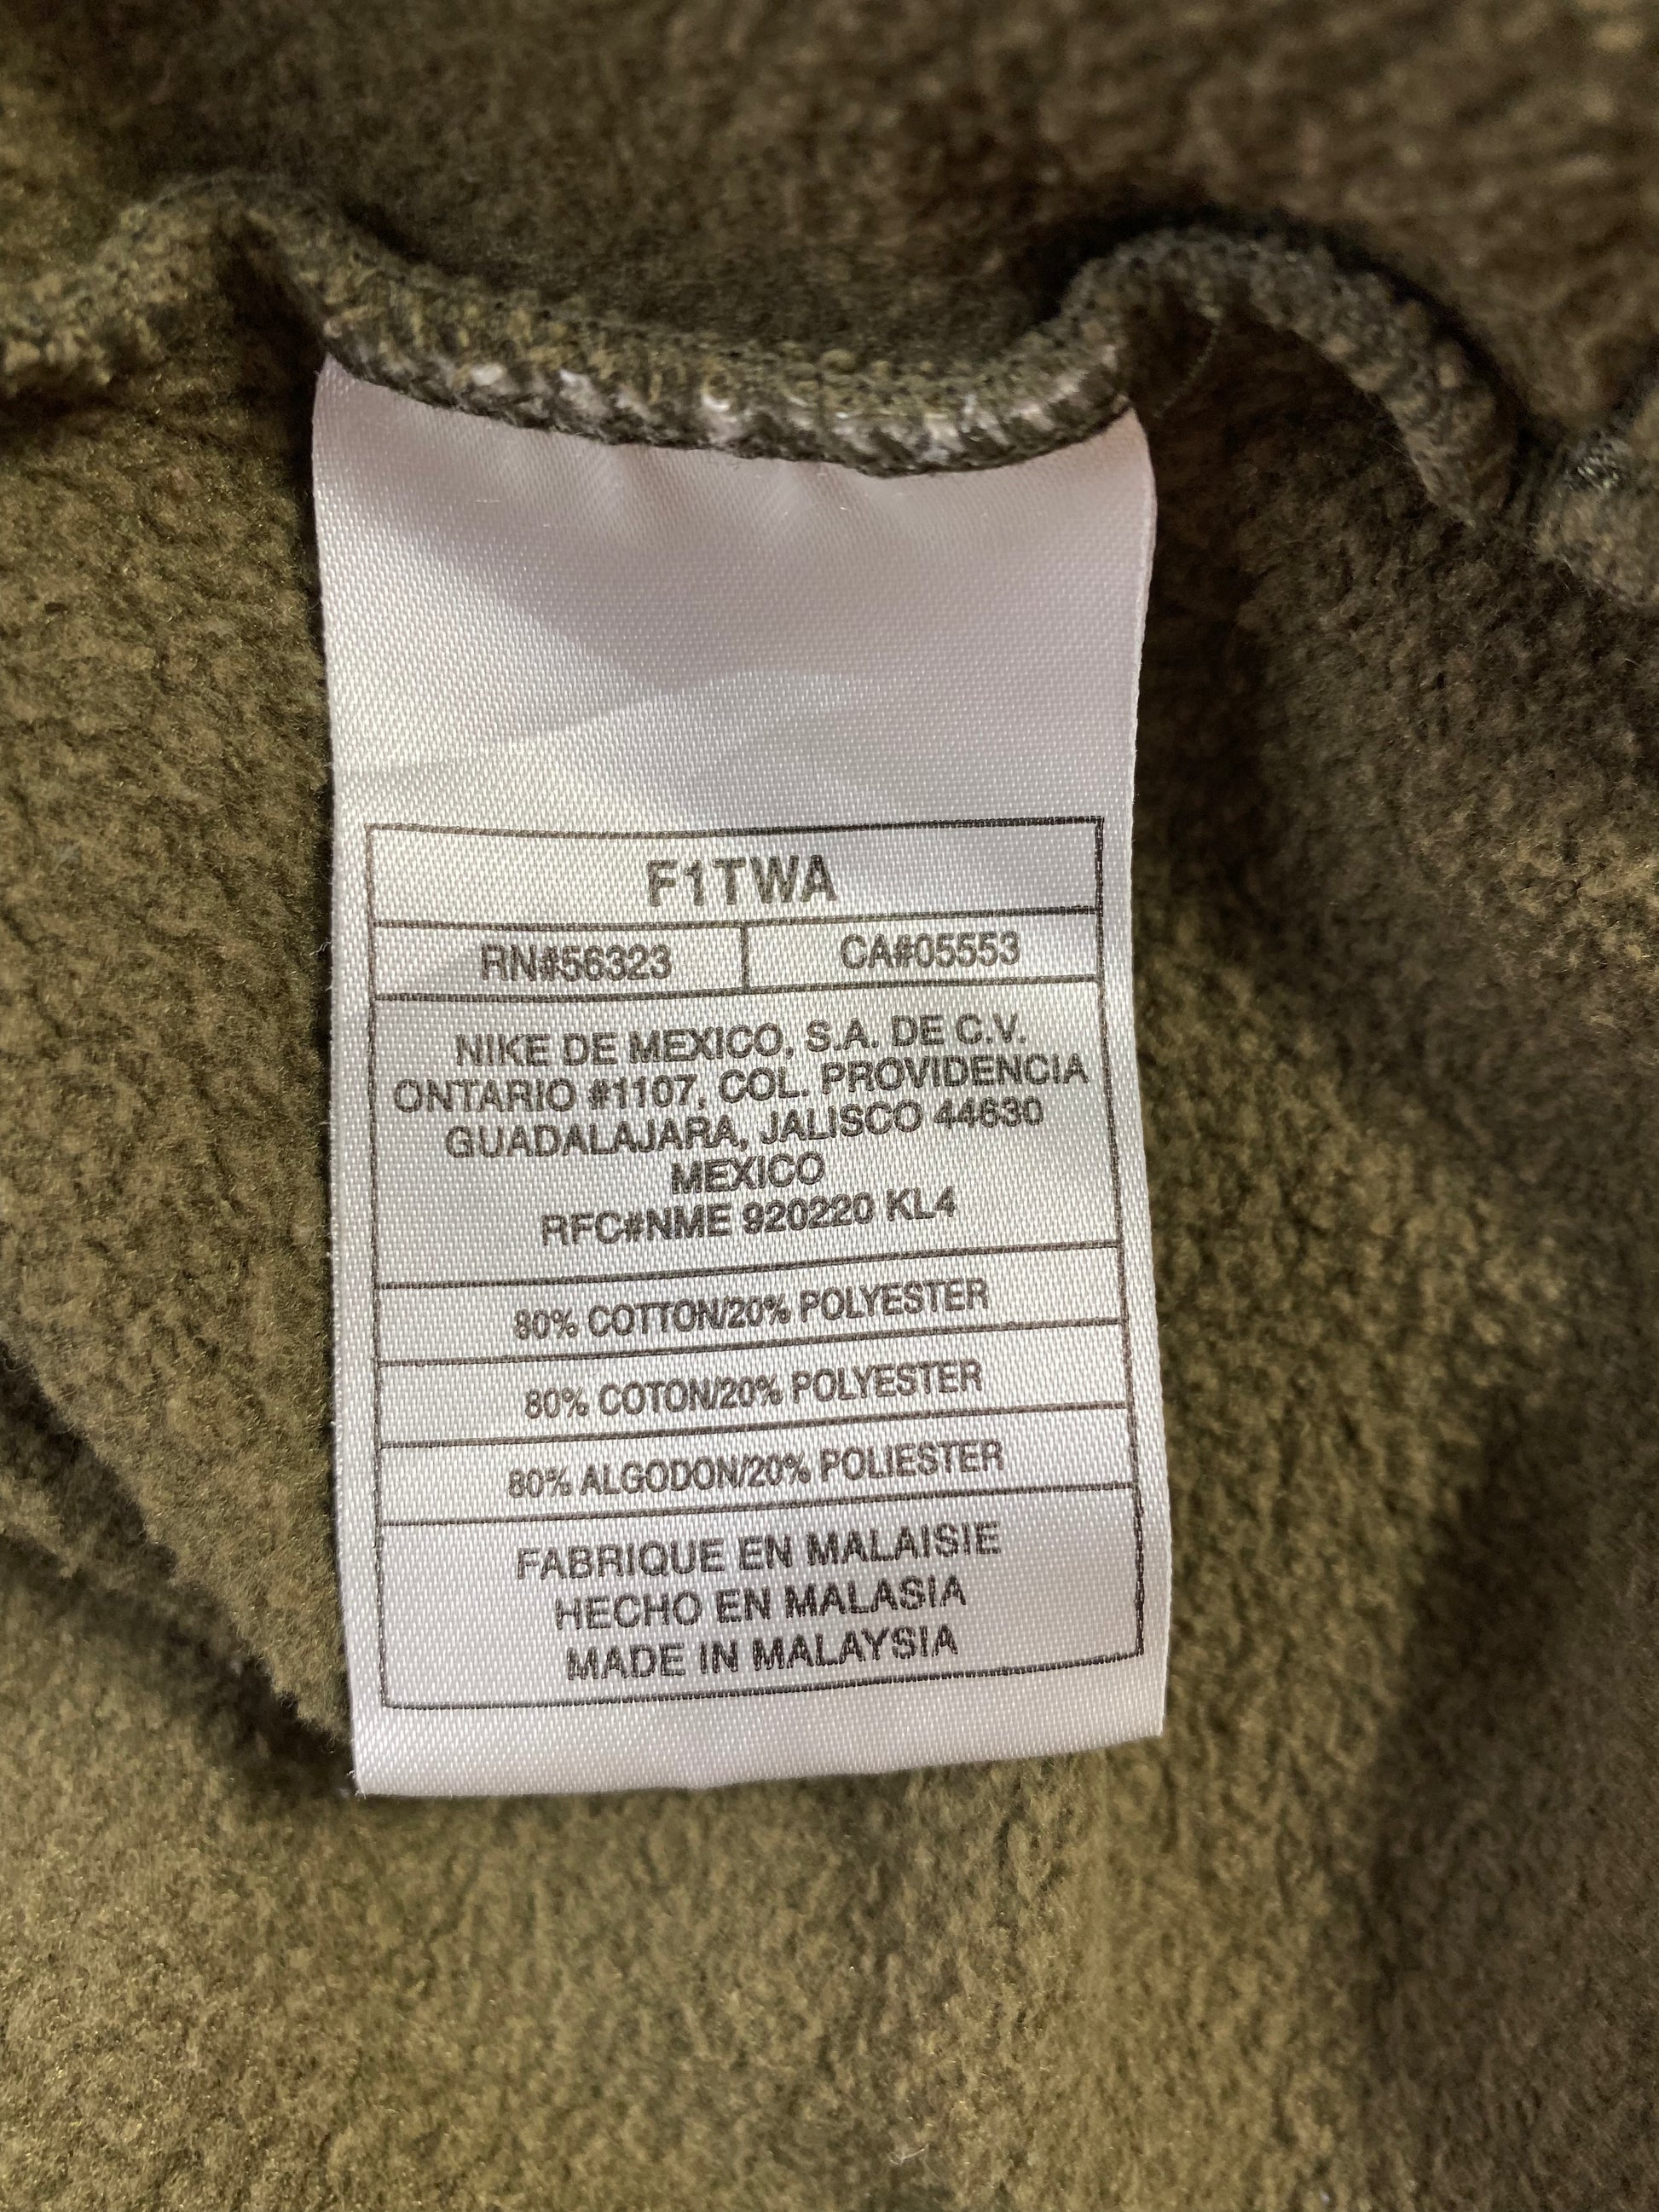 F1TWA
RN#56323 CA#05553
NIKE DE MEXICO, S.A. DE C.V.
ONTARIO #1107, COL. PROVIDENCIA
GUADALAJARA, JALISCO 44630
MEXICO
RFC#NME 920220 KL4
80% COTTON/20% POLYESTER
80% COTON/20% POLYESTER
80% ALGODON/20% POLIESTER
FABRIQUE EN MALAISIE
HECHO EN MALASIA
MADE IN MALAYSIA